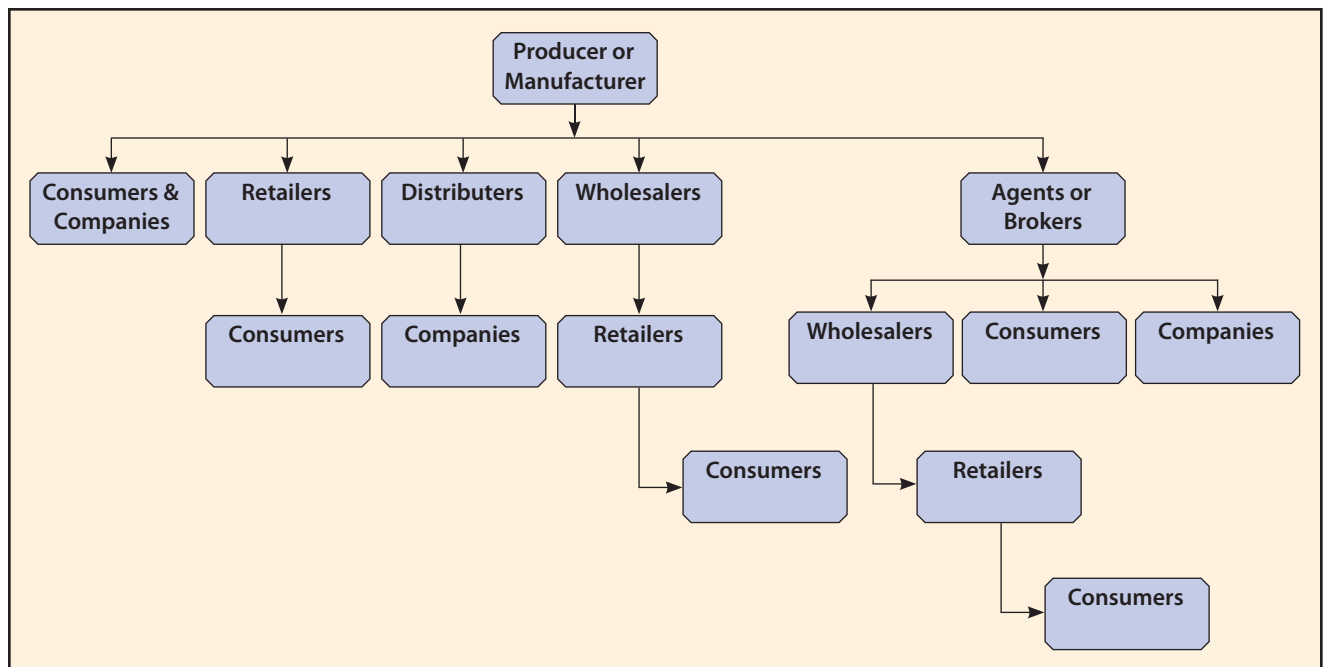 Producer or
Manufacturer
Consumers &
Companies
Retailers
Distributers
Wholesalers
Agents or
Brokers
Consumers
Companies
Retailers
Wholesalers
Consumers
Companies
Consumers
Retailers
Consumers